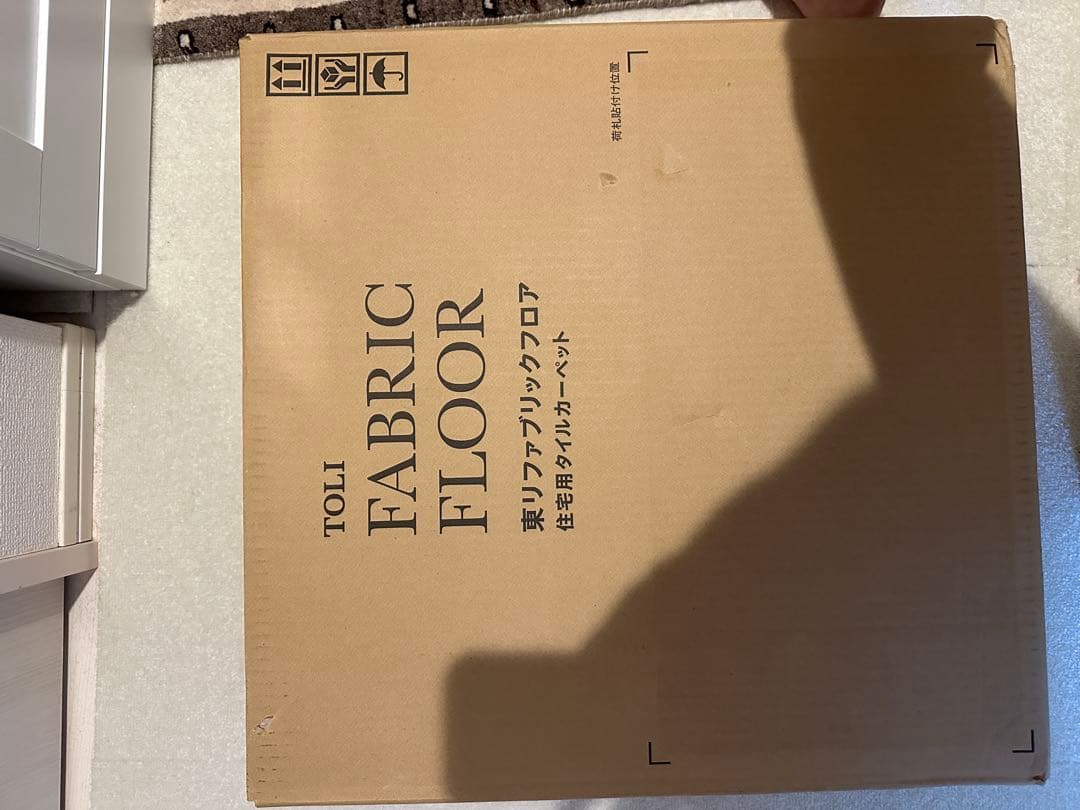 TOLI
FABRIC
FLOOR
東リファブリックフロア
住宅用タイルカーペット
荷札貼付け位置